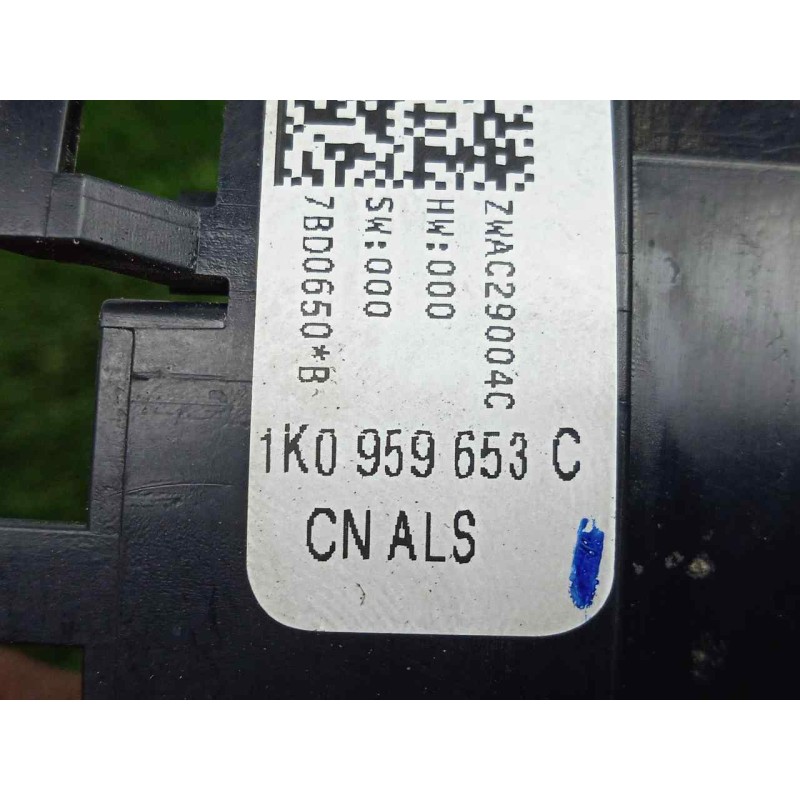 ZWAC29004C
HW:000
SW:000
7BD0650*B
1K0 959 653 C
CN ALS